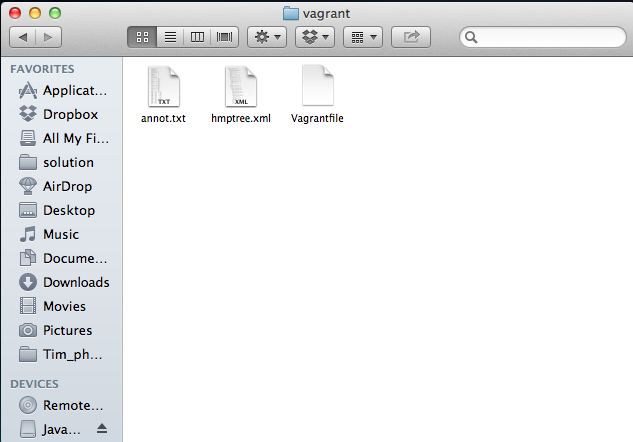 vagrant
FAVORITES
Applicat...
Dropbox
All My Fi...
solution
AirDrop
Desktop
Music
Docume...
Downloads
Movies
Pictures
Tim_ph...
DEVICES
Remote...
Java...
TXT
XML
annot.txt
hmptree.xml
Vagrantfile